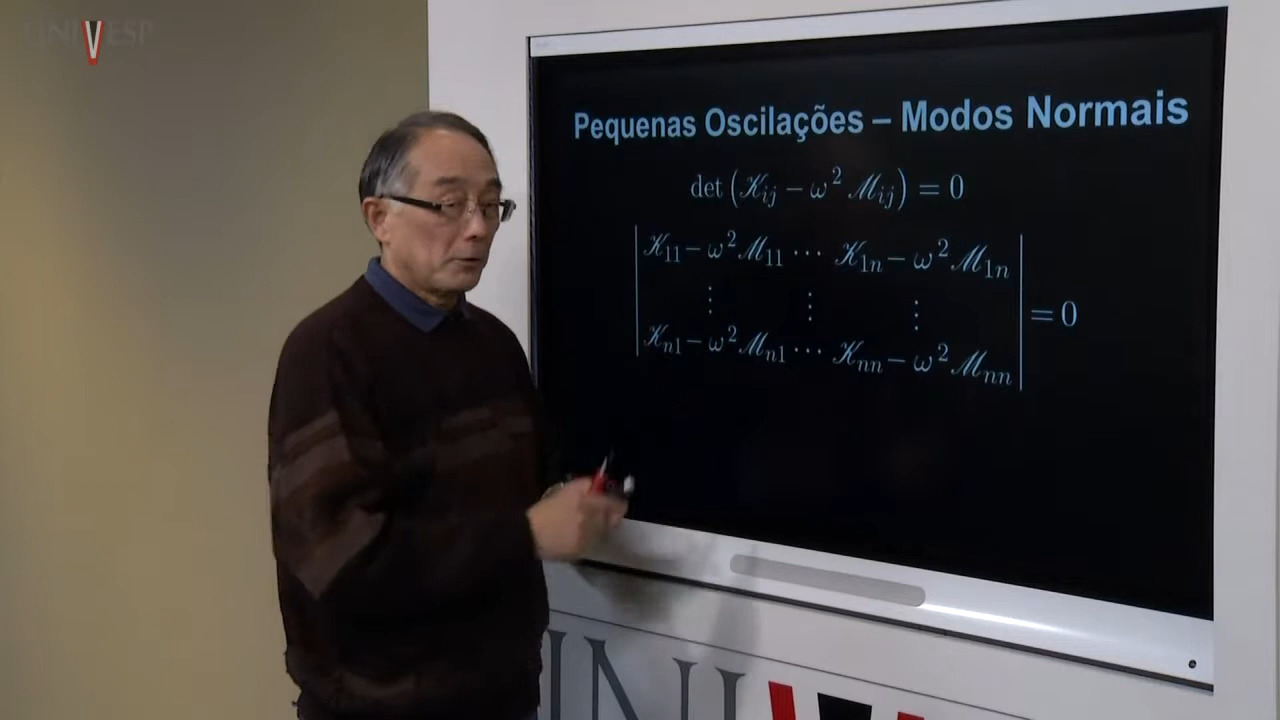 UNIVESP
Pequenas Oscilações – Modos Normais
det (𝒦ij − ω² ℳij) = 0
𝒦11 − ω² ℳ11 ⋯ 𝒦1n − ω² ℳ1n
⋮ ⋮ ⋮ = 0
𝒦n1 − ω² ℳn1 ⋯ 𝒦nn − ω² ℳnn
UNIV